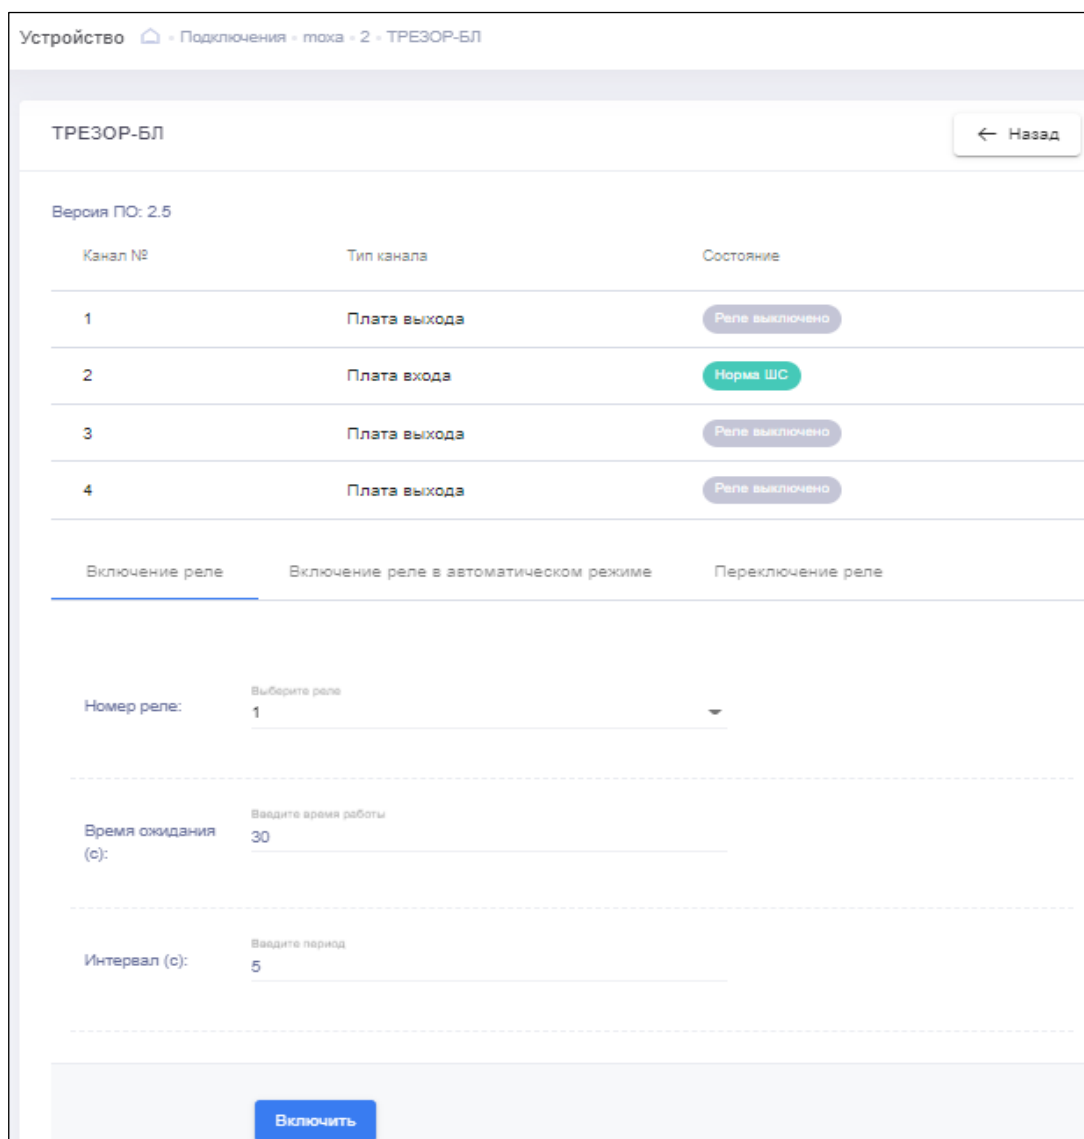 Устройство Подключения moxa 2 ТРЕЗОР-БЛ
ТРЕЗОР-БЛ
← Назад
Версия ПО: 2.5
Канал № Тип канала Состояние
1 Плата выхода Реле выключено
2 Плата входа Норма ШС
3 Плата выхода Реле выключено
4 Плата выхода Реле выключено
Включение реле Включение реле в автоматическом режиме Переключение реле
Выберите реле
Номер реле: 1
Введите время работы
Время ожидания 30
(с):
Введите период
Интервал (с): 5
Включить